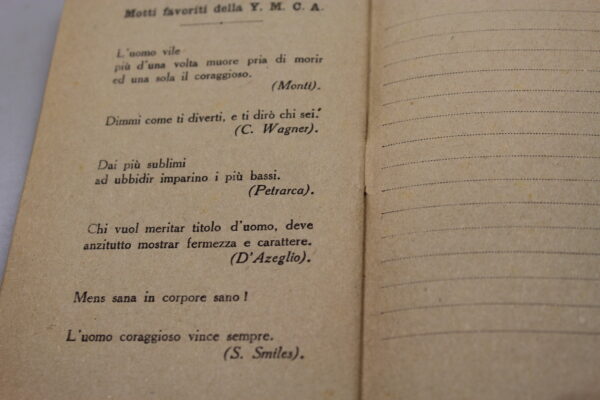 Motti favoriti della Y. M. C. A.
L'uomo vile
più d'una volta muore pria di morir
ed una sola il coraggioso.
(Monti).
Dimmi come ti diverti, e ti dirò chi sei.
(C. Wagner).
Dai più sublimi
ad ubbidir imparino i più bassi.
(Petrarca).
Chi vuol meritar titolo d'uomo, deve
anzitutto mostrar fermezza e carattere.
(D'Azeglio).
Mens sana in corpore sano !
L'uomo coraggioso vince sempre.
(S. Smiles).